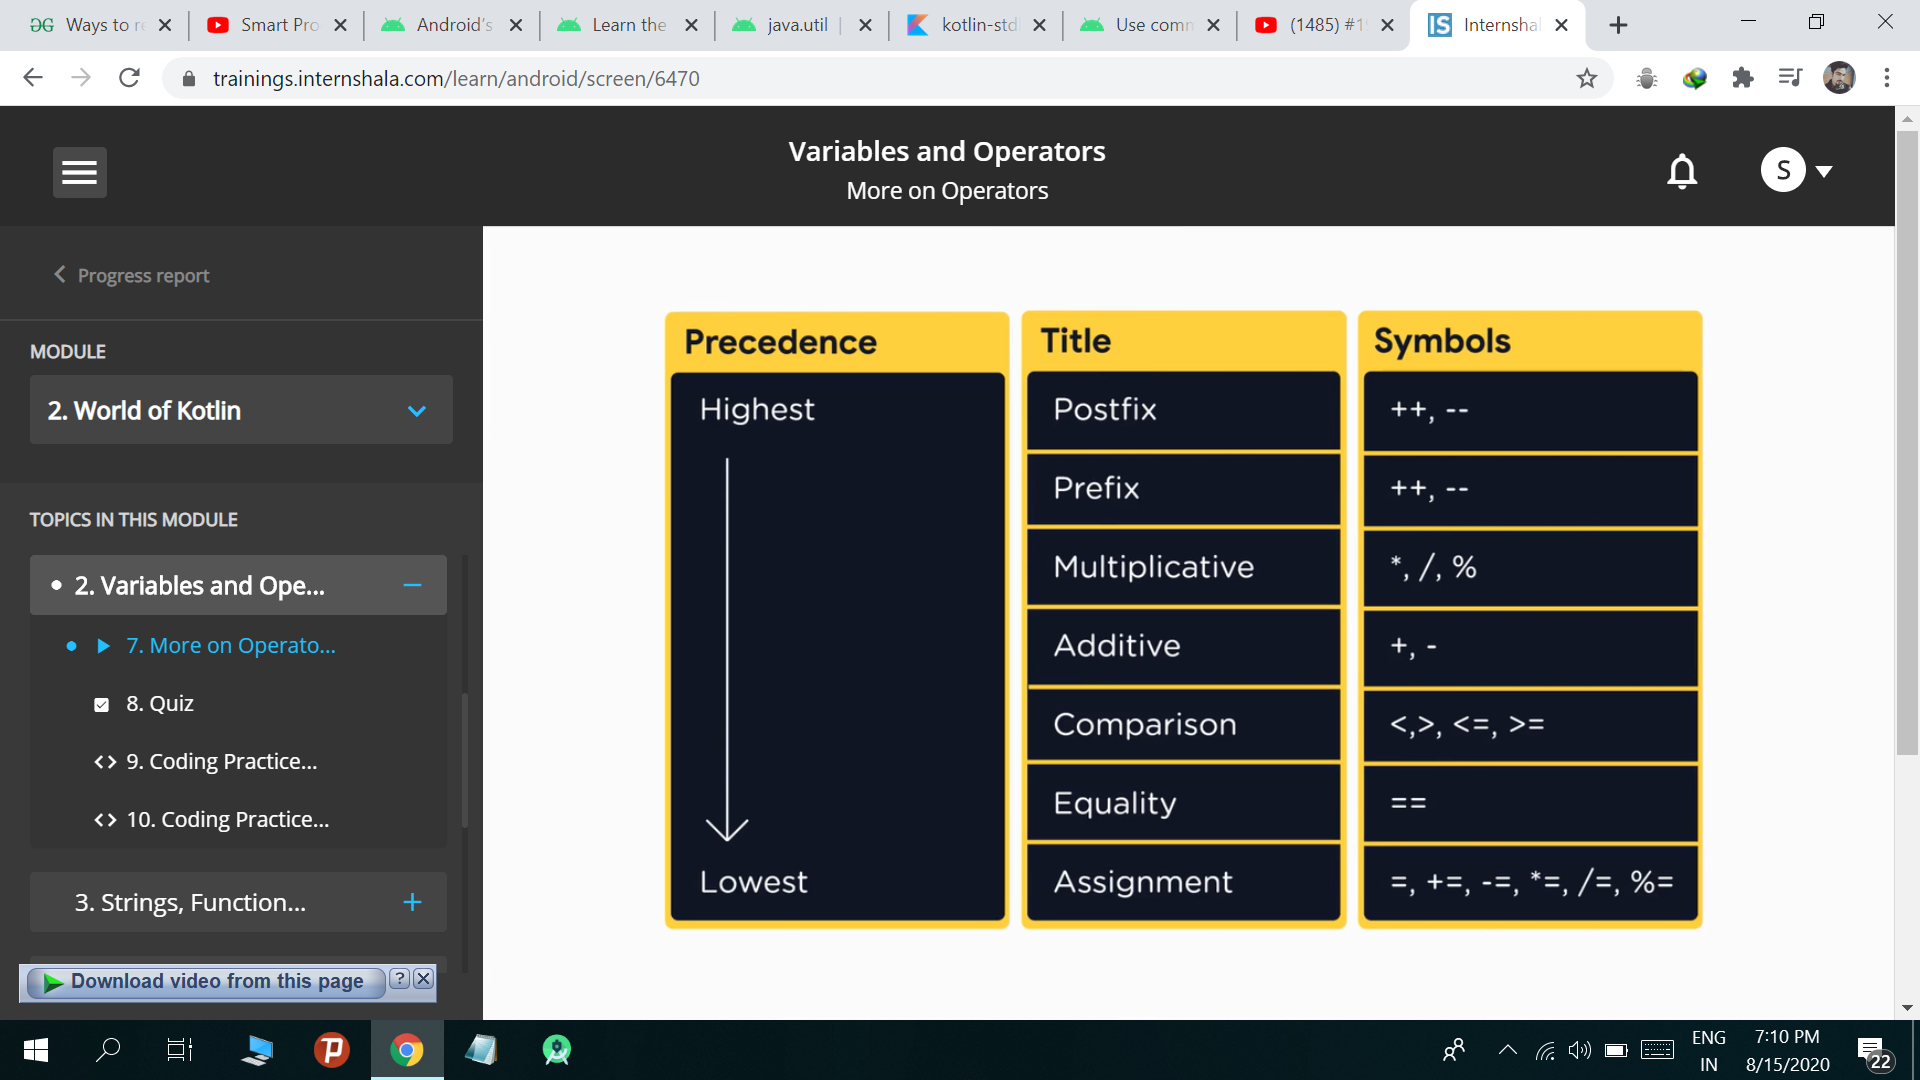 Ways to r
Smart Pro
Android's
Learn the
java.util
kotlin-std
Use comm
(1485) #1
Internshal
trainings.internshala.com/learn/android/screen/6470
Variables and Operators
More on Operators
S
Progress report
MODULE
2. World of Kotlin
TOPICS IN THIS MODULE
2. Variables and Ope...
7. More on Operato...
8. Quiz
9. Coding Practice...
10. Coding Practice...
3. Strings, Function...
Download video from this page
?
Precedence Title Symbols
Highest Postfix ++, --
Prefix ++, --
Multiplicative *, /, %
Additive +, -
Comparison <,>, <=, >=
Equality ==
Lowest Assignment =, +=, -=, *=, /=, %=
ENG
IN
7:10 PM
8/15/2020
22